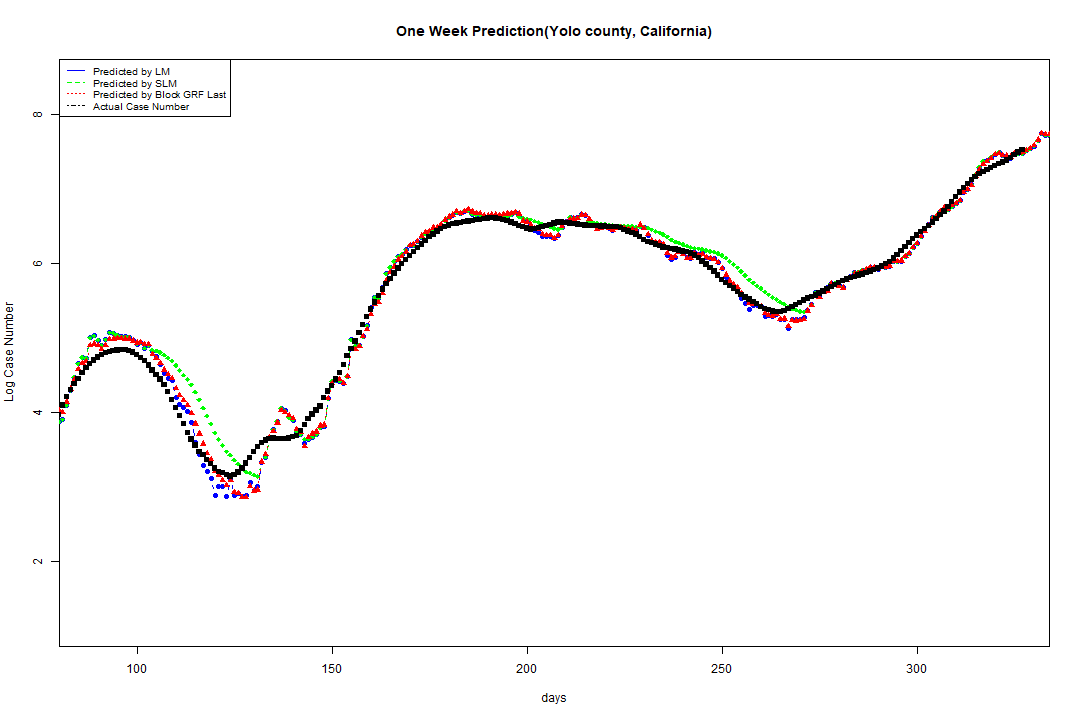 One Week Prediction(Yolo county, California)
Predicted by LM
Predicted by SLM
Predicted by Block GRF Last
Actual Case Number
8
6
4
2
Log Case Number
100 150 200 250 300
days